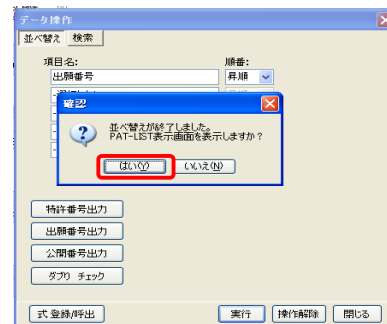 データ操作
並べ替え 検索
項目名: 順番:
出願番号 昇順
確認
並べ替えが終了しました。
PAT-LIST表示画面を表示しますか?
はい(Y) いいえ(N)
特許番号出力
出願番号出力
公開番号出力
ダブリ チェック
式 登録/呼出 実行 操作解除 閉じる